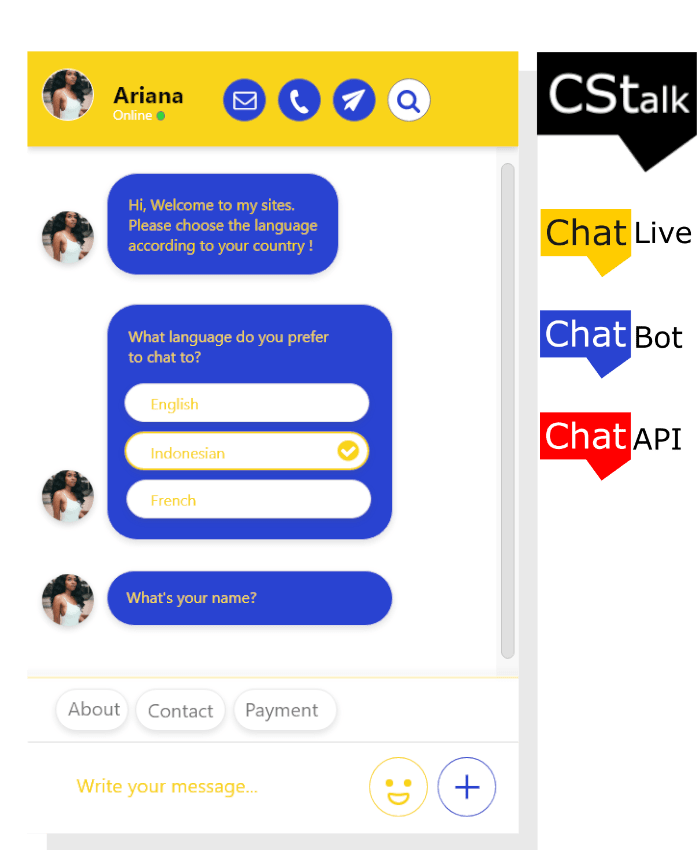 Ariana
Online
CStalk
Hi, Welcome to my sites.
Please choose the language
according to your country !
Chat Live
What language do you prefer
to chat to?
Chat Bot
English
Indonesian
Chat API
French
What's your name?
About
Contact
Payment
Write your message...